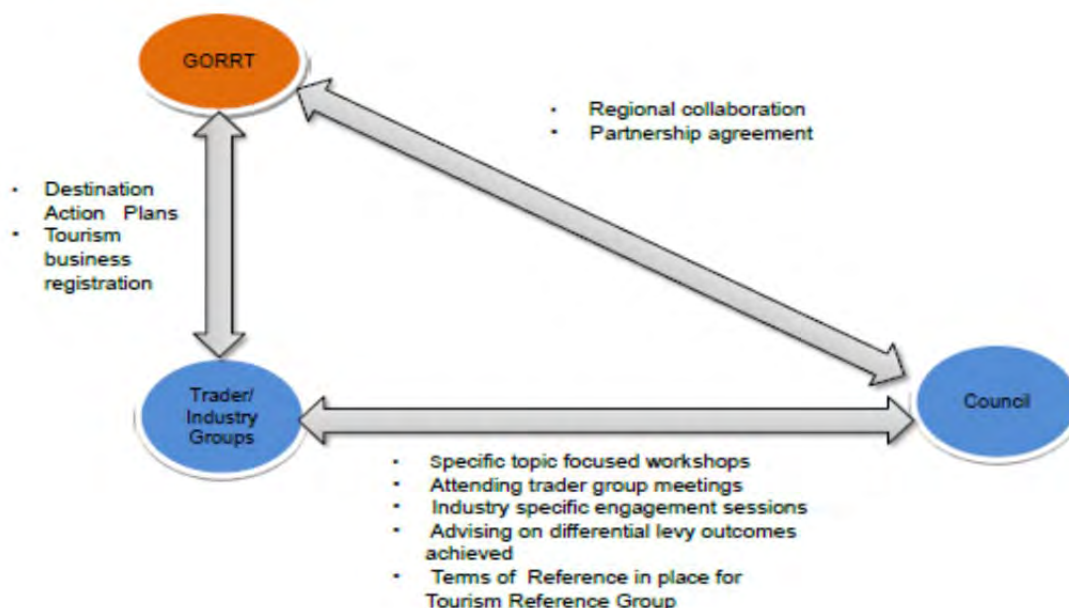 GORRT
• Regional collaboration
• Partnership agreement
• Destination
Action Plans
• Tourism
business
registration
Trader/
Industry
Groups
Council
• Specific topic focused workshops
• Attending trader group meetings
• Industry specific engagement sessions
• Advising on differential levy outcomes
achieved
• Terms of Reference in place for
Tourism Reference Group